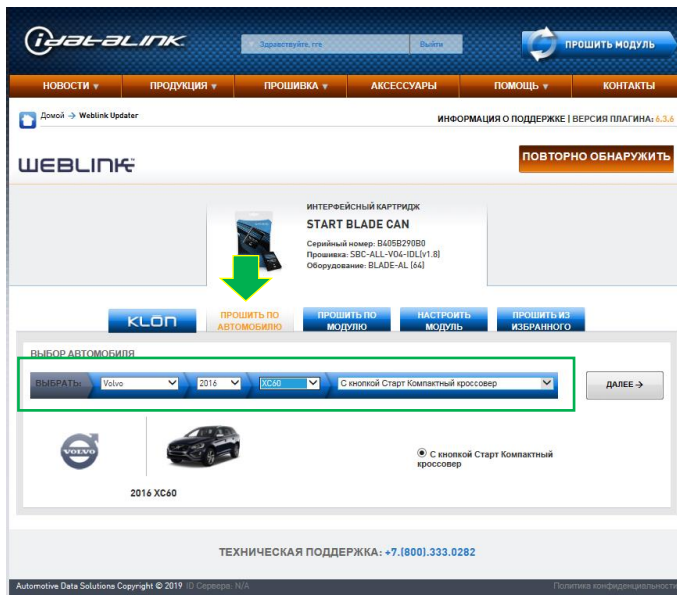 idatalink.
Здравствуйте, rre
Выйти
ПРОШИТЬ МОДУЛЬ
НОВОСТИ
ПРОДУКЦИЯ
ПРОШИВКА
АКСЕССУАРЫ
ПОМОЩЬ
КОНТАКТЫ
Домой → Weblink Updater
ИНФОРМАЦИЯ О ПОДДЕРЖКЕ | ВЕРСИЯ ПЛАГИНА: 6.3.6
WEBLINK
ПОВТОРНО ОБНАРУЖИТЬ
ИНТЕРФЕЙСНЫЙ КАРТРИДЖ
START BLADE CAN
Серийный номер: B405B290B0
Прошивка: SBC-ALL-V04-IDL(v1.8)
Оборудование: BLADE-AL (64)
KLŌN
ПРОШИТЬ ПО
АВТОМОБИЛЮ
ПРОШИТЬ ПО
МОДУЛЮ
НАСТРОИТЬ
МОДУЛЬ
ПРОШИТЬ ИЗ
ИЗБРАННОГО
ВЫБОР АВТОМОБИЛЯ
ВЫБРАТЬ:
Volvo
2016
XC60
С кнопкой Старт Компактный кроссовер
ДАЛЕЕ →
VOLVO
С кнопкой Старт Компактный
кроссовер
2016 XC60
ТЕХНИЧЕСКАЯ ПОДДЕРЖКА: +7.(800).333.0282
Automotive Data Solutions Copyright © 2019 ID Сервера: N/A
Политика конфиденциальности